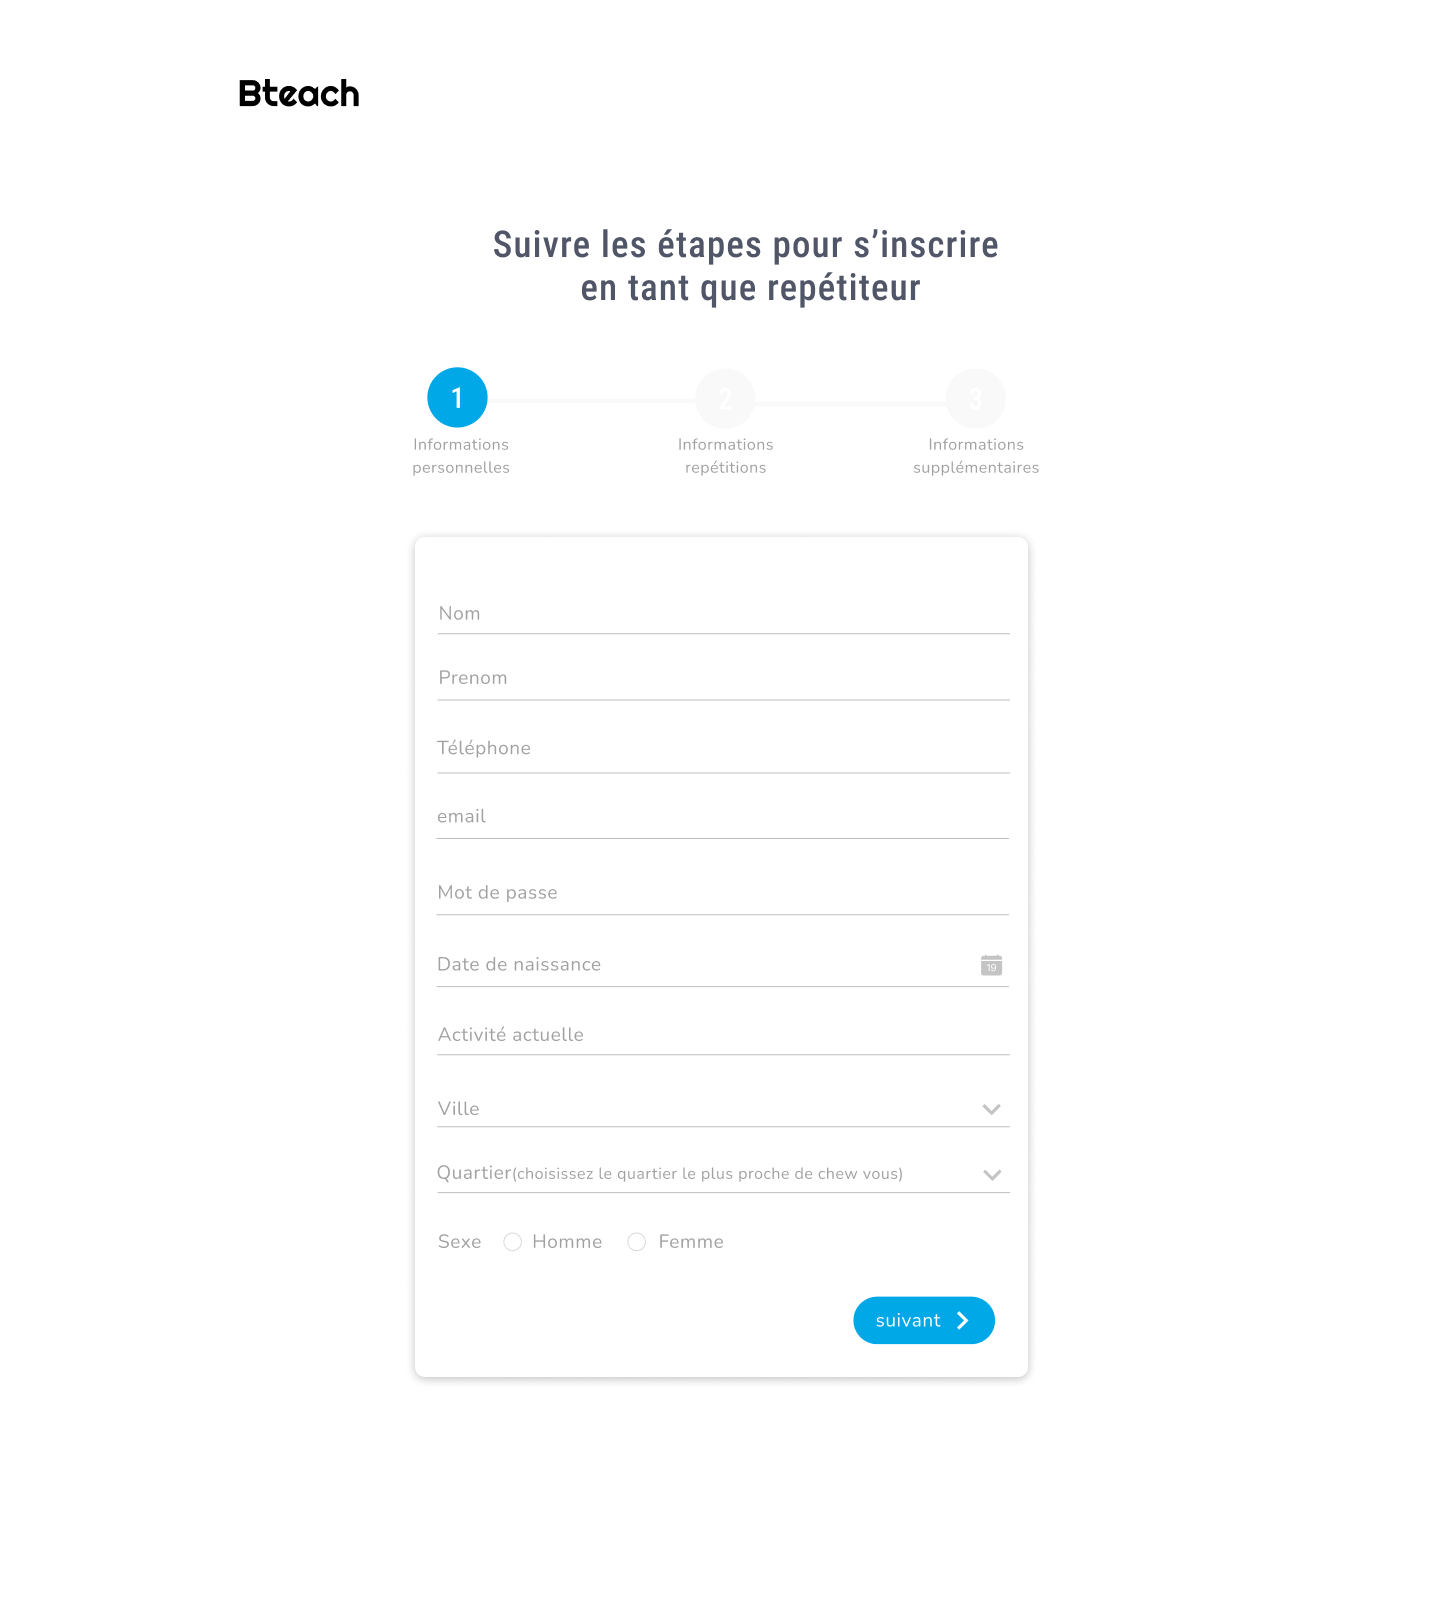 Bteach
Suivre les étapes pour s’inscrire
en tant que repétiteur
1
2
3
Informations
personnelles
Informations
repétitions
Informations
supplémentaires
Nom
Prenom
Téléphone
email
Mot de passe
Date de naissance
19
Activité actuelle
Ville
Quartier(choisissez le quartier le plus proche de chew vous)
Sexe Homme Femme
suivant